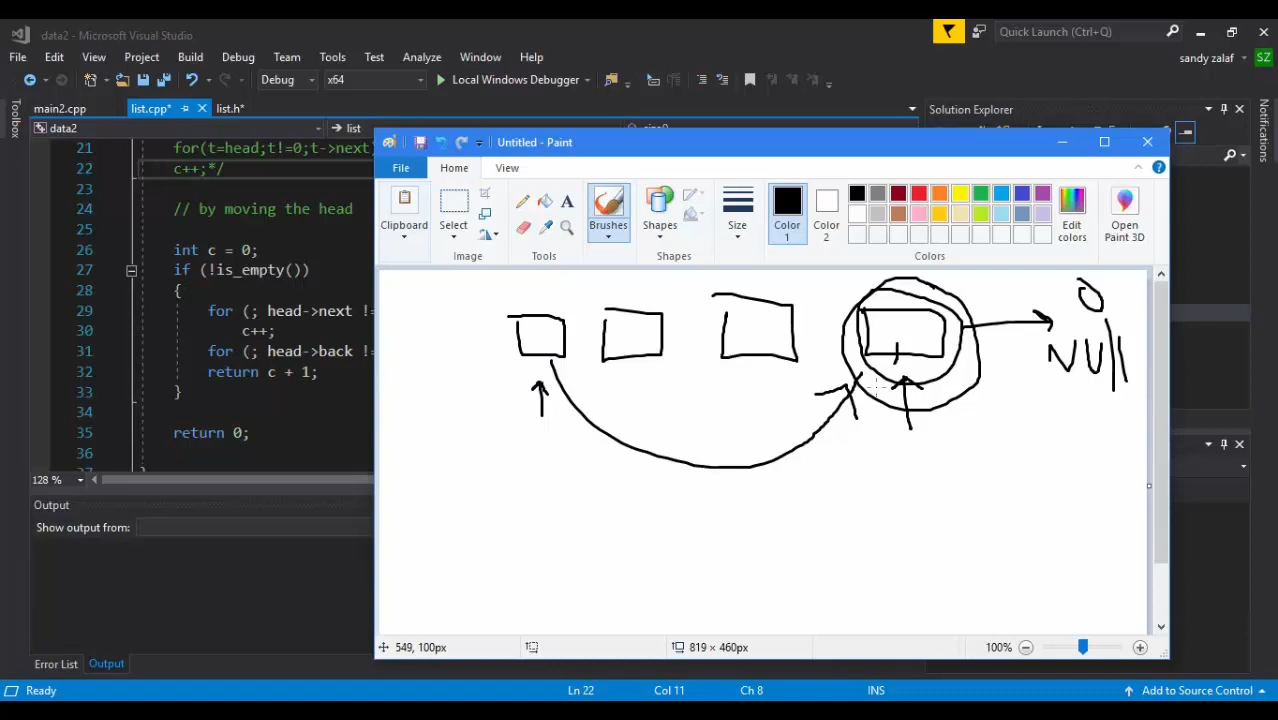 data2 - Microsoft Visual Studio
Quick Launch (Ctrl+Q)
File Edit View Project Build Debug Team Tools Test Analyze Window Help
sandy zalaf SZ
Debug x64 Local Windows Debugger
main2.cpp list.cpp* list.h*
Solution Explorer
Toolbox
Notifications
data2 list
21 for(t=head;t!=0;t->next)
22 c++;*/
23
24 // by moving the head
25
26 int c = 0;
27 if (!is_empty())
28 {
29 for (; head->next !=
30 c++;
31 for (; head->back !=
32 return c + 1;
33 }
34
35 return 0;
36
128 %
Output
Show output from:
Error List Output
Ready Ln 22 Col 11 Ch 8 INS Add to Source Control
Untitled - Paint
File Home View
Clipboard Select Brushes Shapes Size Color 1 Color 2 Edit colors Open Paint 3D
Image Tools Shapes Colors
0
NUll
549, 100px 819 × 460px 100%